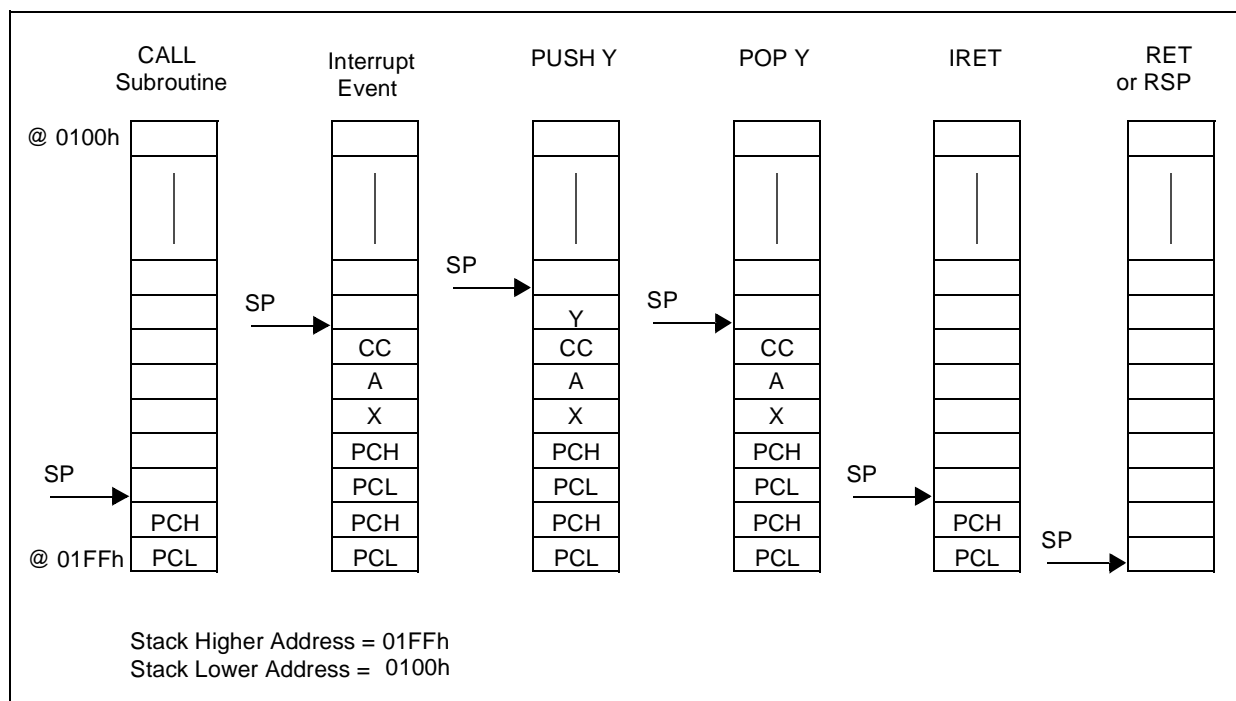 CALL
Subroutine
Interrupt
Event
PUSH Y
POP Y
IRET
RET
or RSP
@ 0100h
SP
SP
SP
Y
CC
CC
CC
A
A
A
X
X
X
PCH
PCH
PCH
SP
SP
PCL
PCL
PCL
PCH
PCH
PCH
PCH
PCH
SP
@ 01FFh
PCL
PCL
PCL
PCL
PCL
Stack Higher Address = 01FFh
Stack Lower Address = 0100h